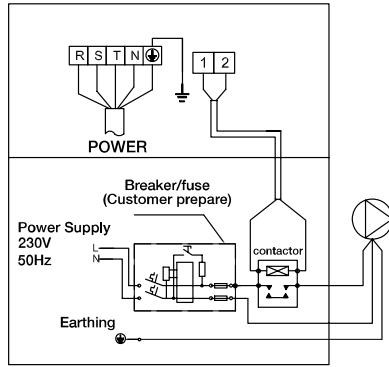 R S T N
1 2
POWER
Breaker/fuse
(Customer prepare)
Power Supply
230V
50Hz
L
N
contactor
Earthing